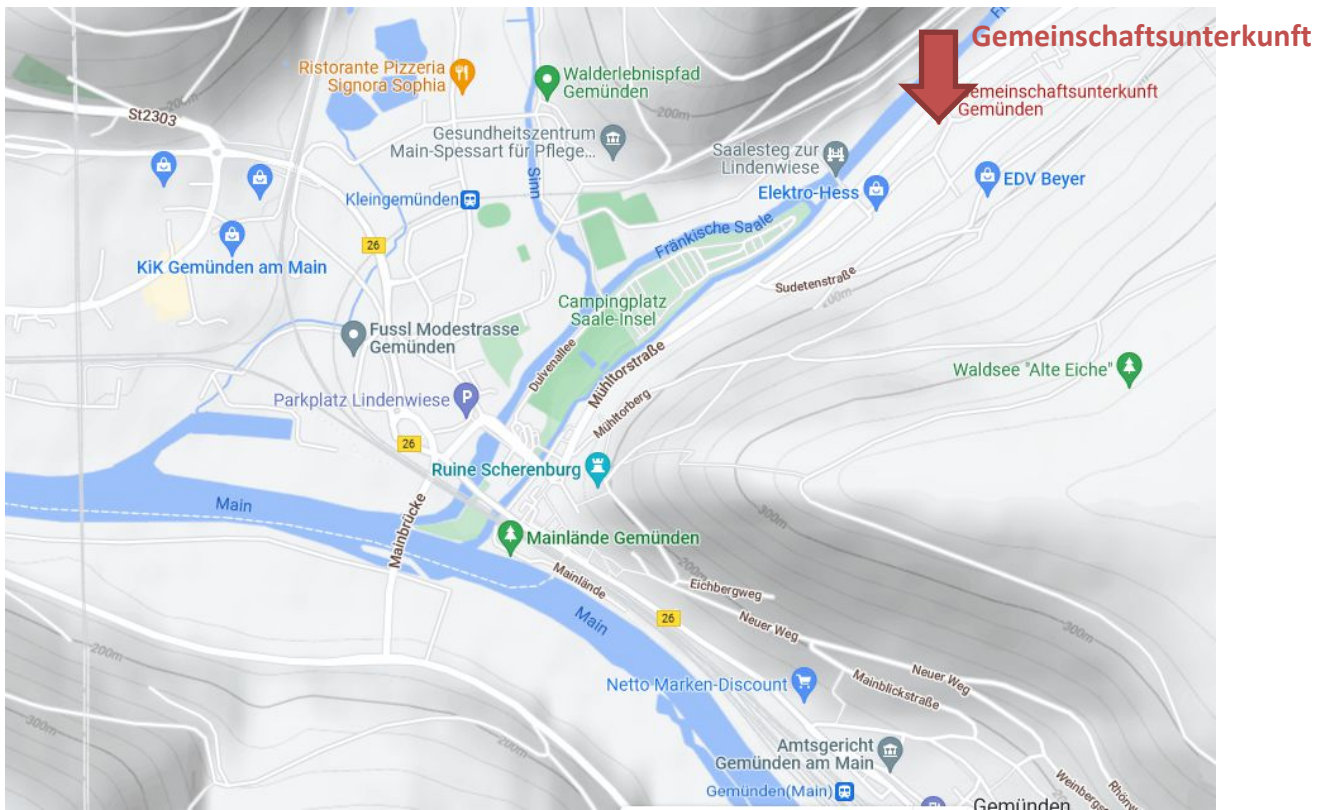 Gemeinschaftsunterkunft
Ristorante Pizzeria
Signora Sophia
Walderlebnispfad
Gemünden
emeinschaftsunterkunft
Gemünden
200m
St2303
200m
Gesundheitszentrum
Main-Spessart für Pflege...
Saalesteg zur
Lindenwiese
Sinn
EDV Beyer
Elektro-Hess
Kleingemünden
Fränkische Saale
26
KiK Gemünden am Main
Sudetenstraße
200m
Campingplatz
Saale-Insel
Fussl Modestrasse
Gemünden
Duivenallee
Mühltorstraße
Waldsee "Alte Eiche"
Parkplatz Lindenwiese
P
Mühltorberg
26
Ruine Scherenburg
Main
Mainbrücke
300m
Mainlände Gemünden
Mainlände
200m
Eichbergweg
Main
26
Neuer Weg
300m
200m
Neuer Weg
Netto Marken-Discount
Mainblickstraße
300m
200m
Amtsgericht
Gemünden am Main
Gemünden(Main)
Gemünden